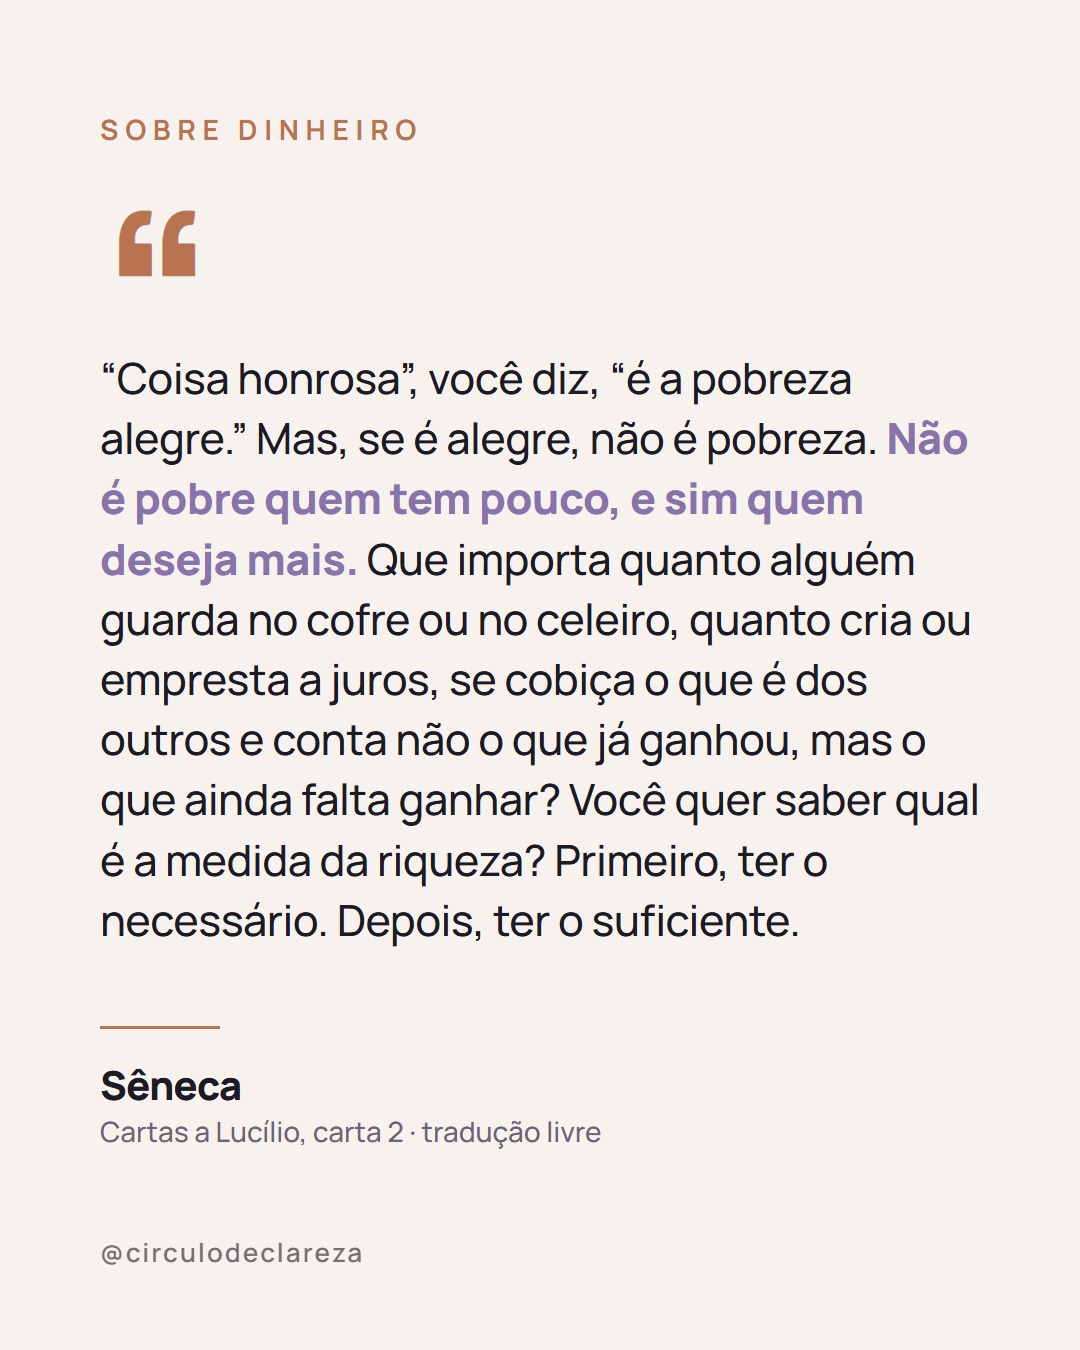 SOBRE DINHEIRO
“
“Coisa honrosa”, você diz, “é a pobreza
alegre.” Mas, se é alegre, não é pobreza. Não
é pobre quem tem pouco, e sim quem
deseja mais. Que importa quanto alguém
guarda no cofre ou no celeiro, quanto cria ou
empresta a juros, se cobiça o que é dos
outros e conta não o que já ganhou, mas o
que ainda falta ganhar? Você quer saber qual
é a medida da riqueza? Primeiro, ter o
necessário. Depois, ter o suficiente.
Sêneca
Cartas a Lucílio, carta 2 · tradução livre
@circulodeclareza